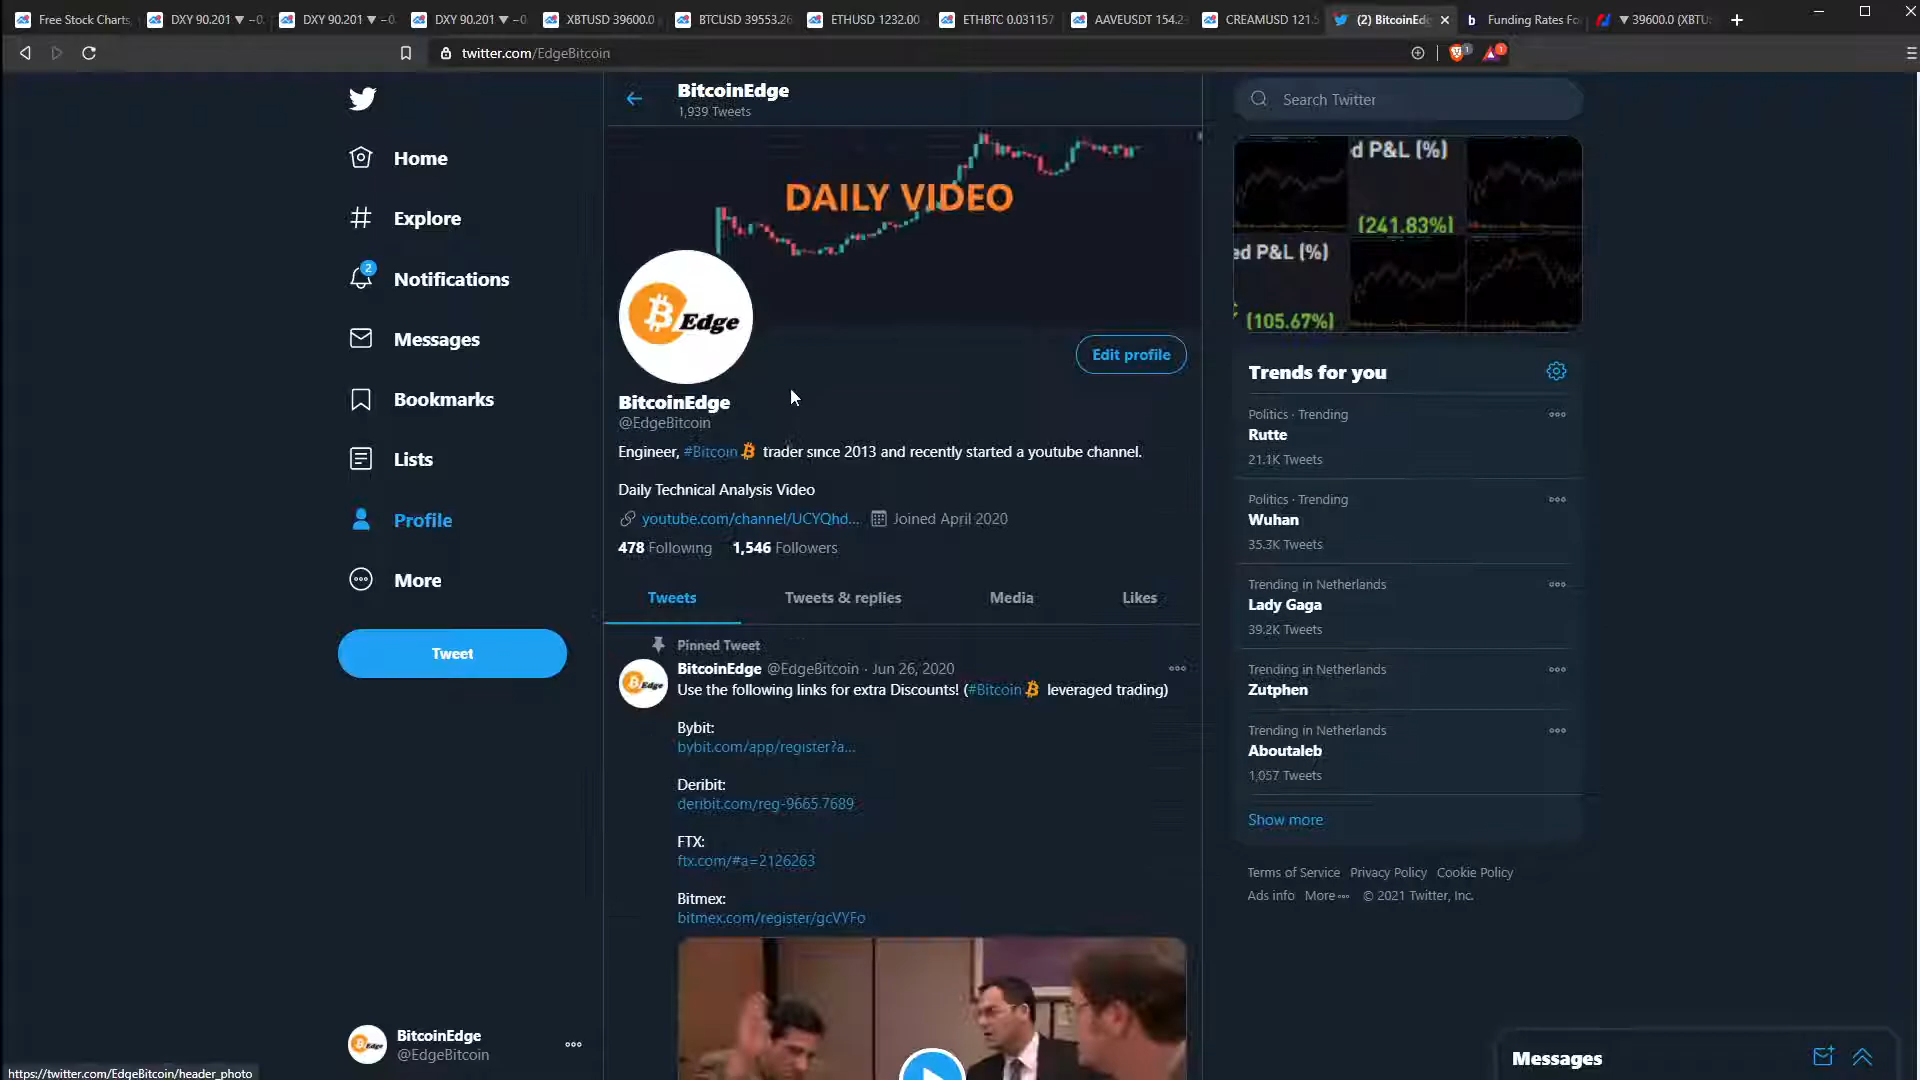 Free Stock Charts,
DXY 90.201 ▼ −0.
DXY 90.201 ▼ −0
DXY 90.201 ▼ −0
XBTUSD 39600.0
BTCUSD 39553.26
ETHUSD 1232.00
ETHBTC 0.031157
AAVEUSDT 154.2
CREAMUSD 121.5
(2) BitcoinEdg
Funding Rates Fo
▼ 39600.0 (XBTU
twitter.com/EdgeBitcoin
BitcoinEdge
1,939 Tweets
Search Twitter
Home
Explore
2
Notifications
Messages
Bookmarks
Lists
Profile
More
Tweet
DAILY VIDEO
Edge
Edit profile
BitcoinEdge
@EdgeBitcoin
Engineer, #Bitcoin trader since 2013 and recently started a youtube channel.
Daily Technical Analysis Video
youtube.com/channel/UCYQhd... Joined April 2020
478 Following 1,546 Followers
Tweets
Tweets & replies
Media
Likes
Pinned Tweet
BitcoinEdge @EdgeBitcoin · Jun 26, 2020
Use the following links for extra Discounts! (#Bitcoin leveraged trading)
Bybit:
bybit.com/app/register?a...
Deribit:
deribit.com/reg-9665.7689
FTX:
ftx.com/#a=2126263
Bitmex:
bitmex.com/register/gcVYFo
d P&L (%)
(241.83%)
ed P&L (%)
(105.67%)
Trends for you
Politics · Trending
Rutte
21.1K Tweets
Politics · Trending
Wuhan
35.3K Tweets
Trending in Netherlands
Lady Gaga
39.2K Tweets
Trending in Netherlands
Zutphen
Trending in Netherlands
Aboutaleb
1,057 Tweets
Show more
Terms of Service Privacy Policy Cookie Policy
Ads info More © 2021 Twitter, Inc.
BitcoinEdge
@EdgeBitcoin
Messages
https://twitter.com/EdgeBitcoin/header_photo